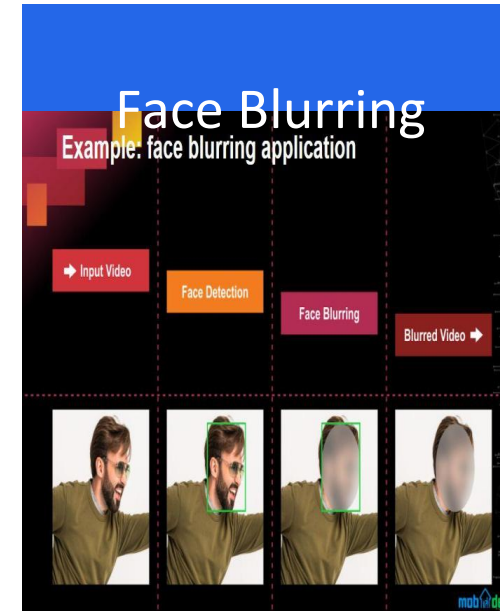 Face Blurring
Example: face blurring application
Input Video
Face Detection
Face Blurring
Blurred Video